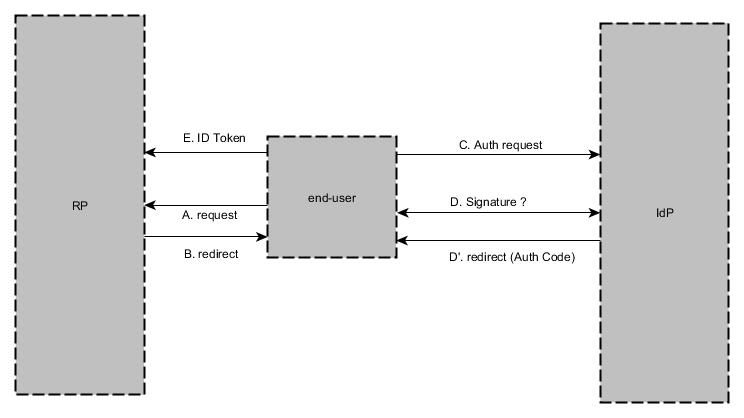 E. ID Token
C. Auth request
RP
end-user
D. Signature ?
IdP
A. request
B. redirect
D'. redirect (Auth Code)